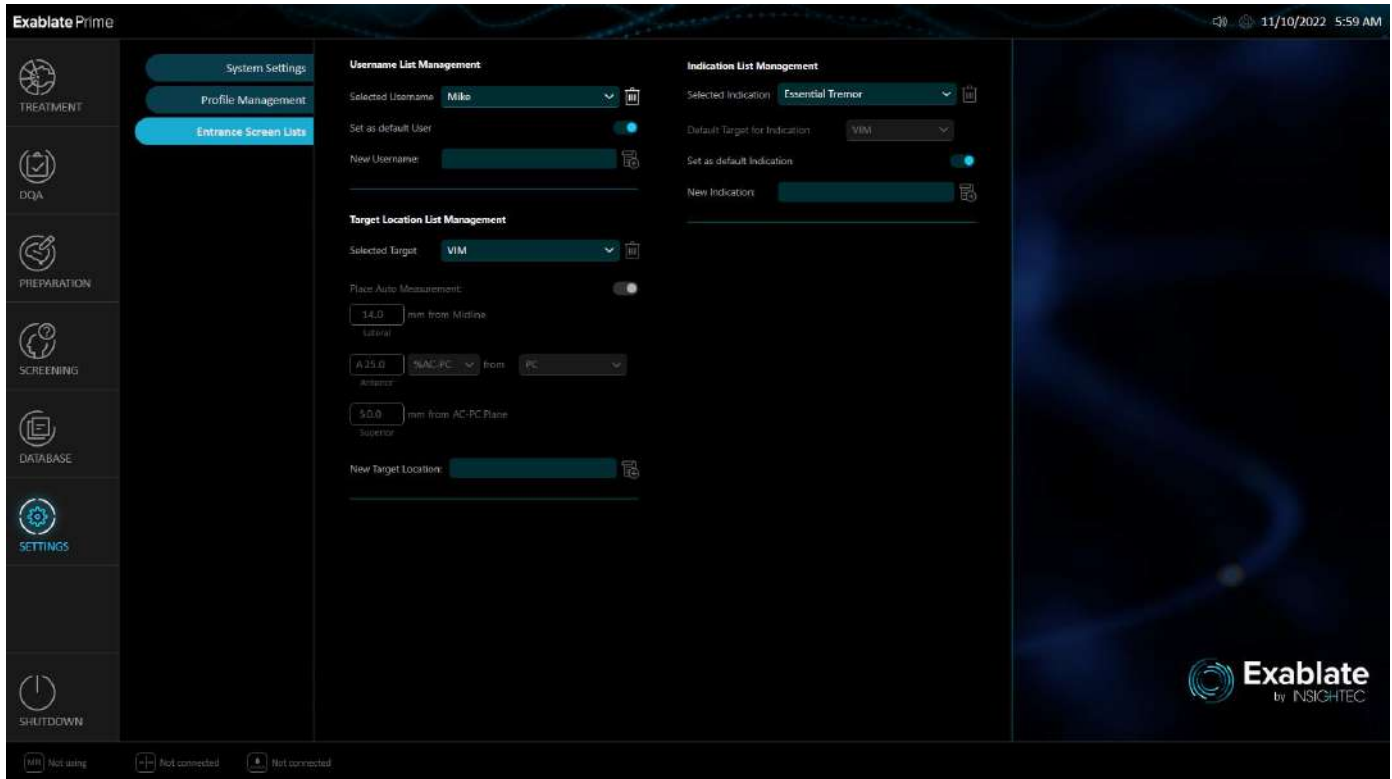 Exablate Prime
11/10/2022 5:59 AM
TREATMENT
DQA
PREPARATION
SCREENING
DATABASE
SETTINGS
SHUTDOWN
System Settings
Profile Management
Entrance Screen Lists
Username List Management
Selected Username Mike
Set as default User
New Username:
Target Location List Management
Selected Target VIM
Place Auto Measurement:
14.0 mm from Midline
Lateral
A 25.0 %AC-PC from PC
Anterior
mm from AC-PC Plane
Superior
New Target Location:
Indication List Management
Selected Indication Essential Tremor
Default Target for Indication VIM
Set as default Indication
New Indication:
Exablate
by INSIGHTEC
MR Not using
Not connected
Not connected